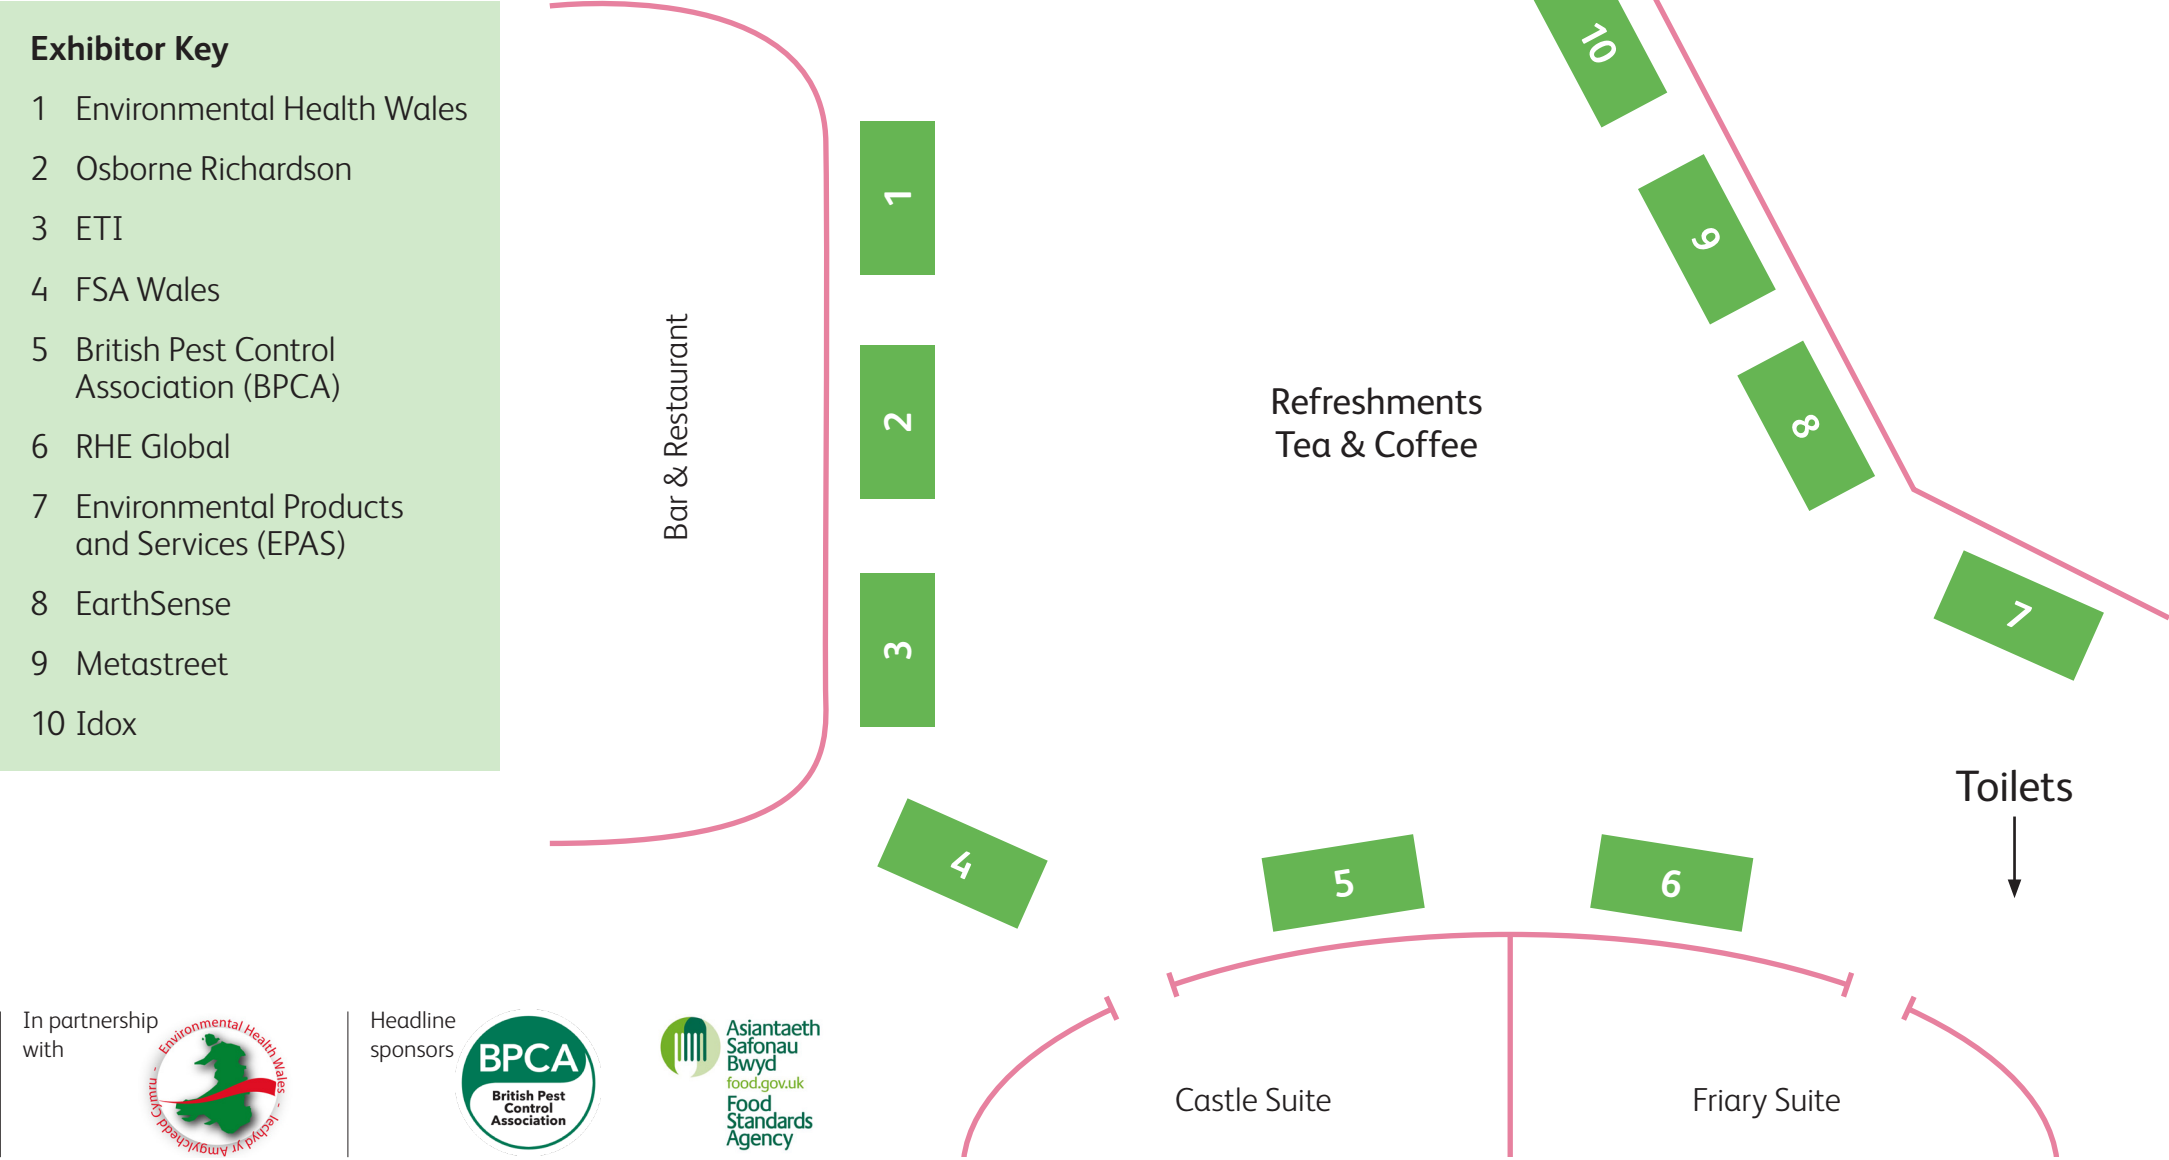 Exhibitor Key
1 Environmental Health Wales
2 Osborne Richardson
3 ETI
4 FSA Wales
5 British Pest Control
Association (BPCA)
6 RHE Global
7 Environmental Products
and Services (EPAS)
8 EarthSense
9 Metastreet
10 Idox
Bar & Restaurant
1
2
3
4
5
6
7
8
9
10
Refreshments
Tea & Coffee
Toilets
Castle Suite
Friary Suite
In partnership
with
Environmental Health Wales - Iechyd yr Amgylchedd Cymru -
Headline
sponsors
BPCA
British Pest
Control
Association
Asiantaeth
Safonau
Bwyd
food.gov.uk
Food
Standards
Agency